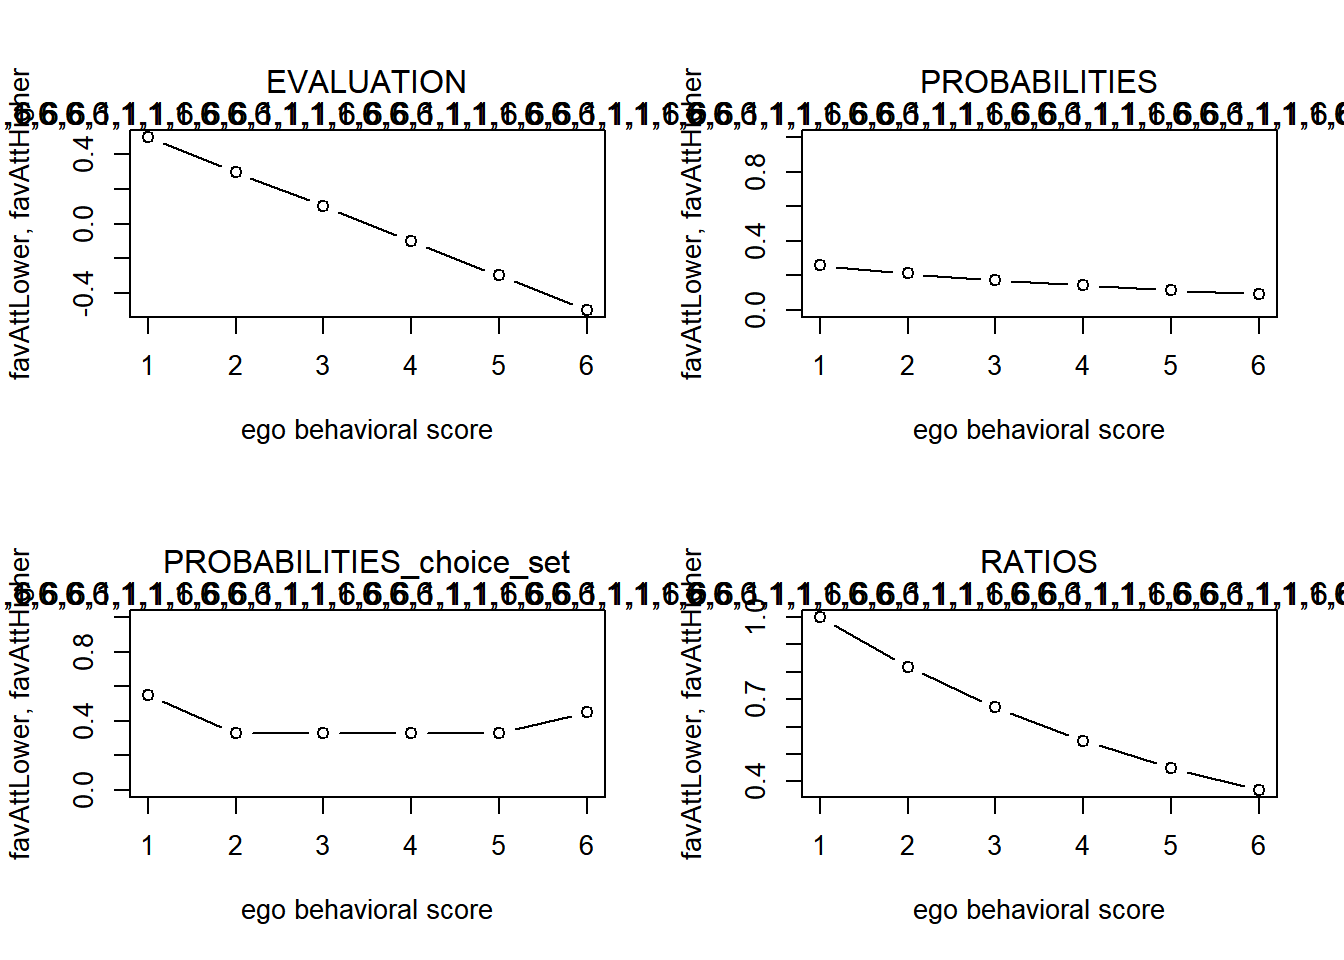 EVALUATION
favAttLower, favAttHigher
0.4
0.0
-0.4
1 2 3 4 5 6
ego behavioral score
PROBABILITIES
favAttLower, favAttHigher
0.8
0.4
0.0
1 2 3 4 5 6
ego behavioral score
PROBABILITIES_choice_set
favAttLower, favAttHigher
0.8
0.4
0.0
1 2 3 4 5 6
ego behavioral score
RATIOS
favAttLower, favAttHigher
1.0
0.7
0.4
1 2 3 4 5 6
ego behavioral score